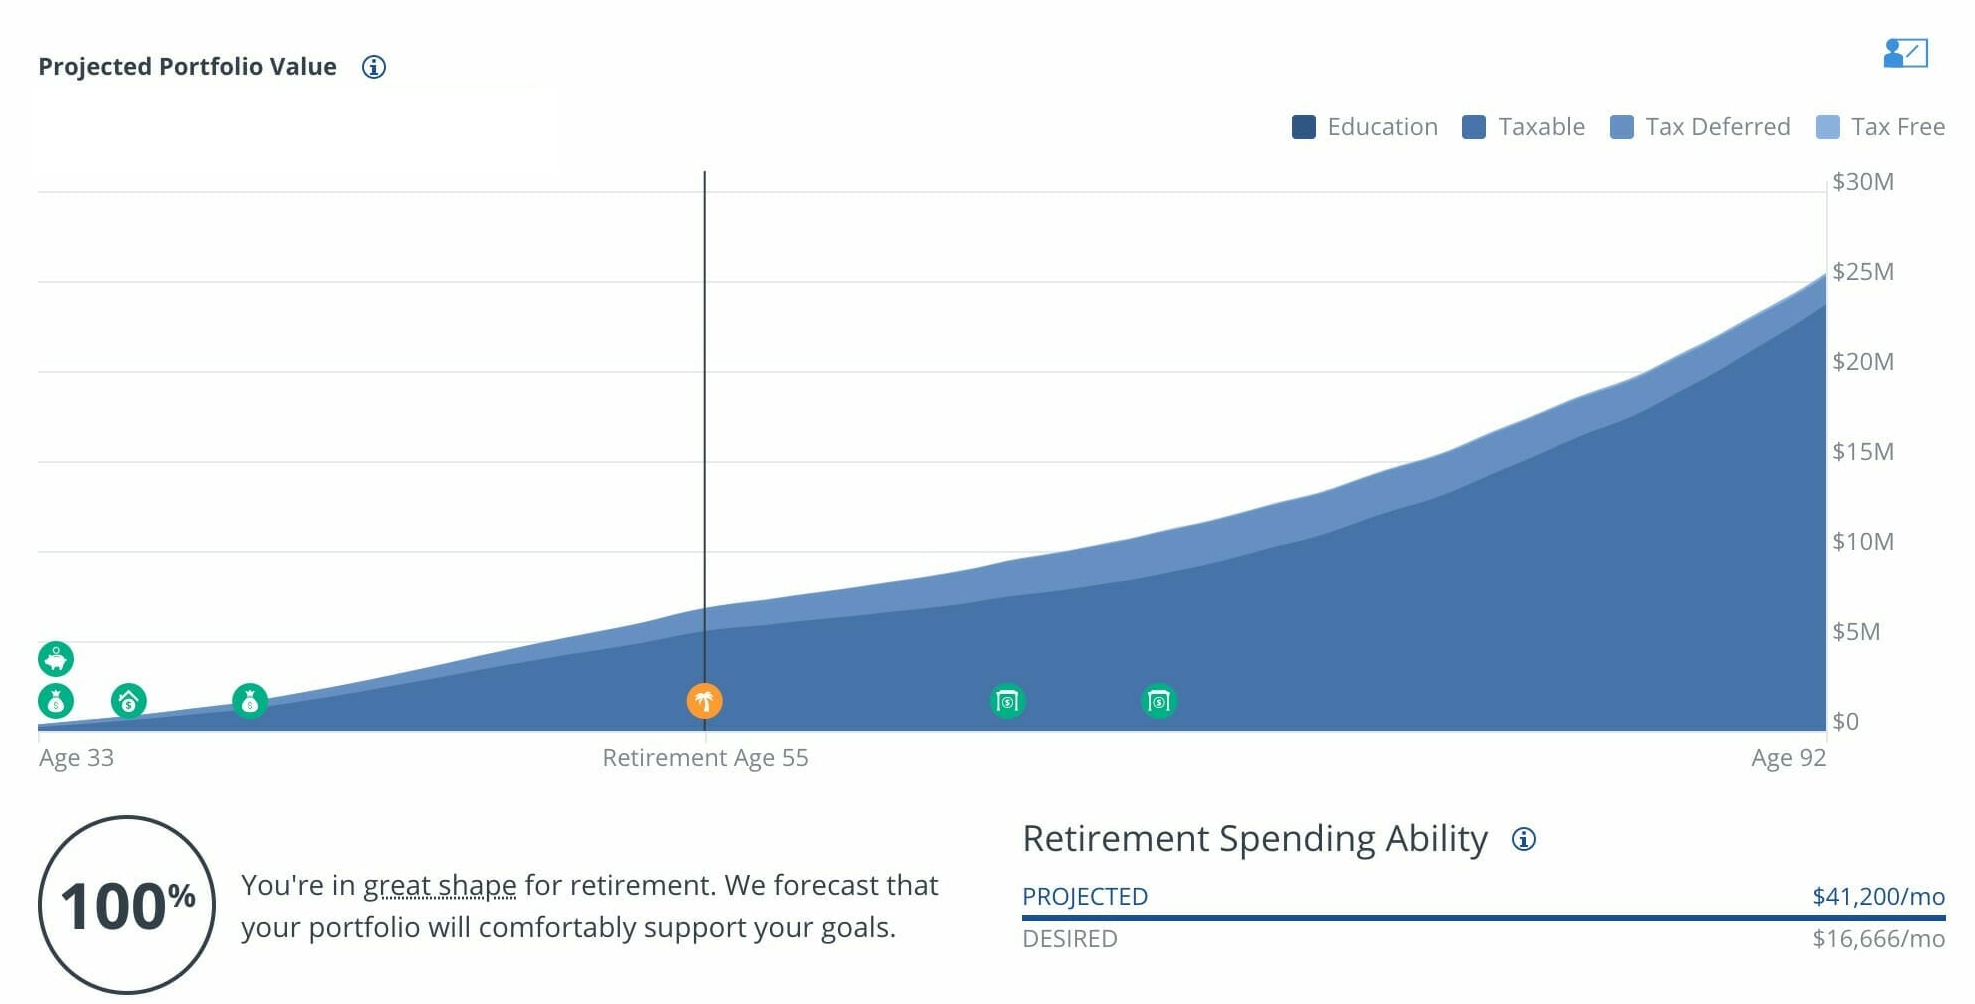 Projected Portfolio Value
Education Taxable Tax Deferred Tax Free
$30M
$25M
$20M
$15M
$10M
$5M
$0
Age 33 Retirement Age 55 Age 92
100%
You're in great shape for retirement. We forecast that
your portfolio will comfortably support your goals.
Retirement Spending Ability
PROJECTED $41,200/mo
DESIRED $16,666/mo